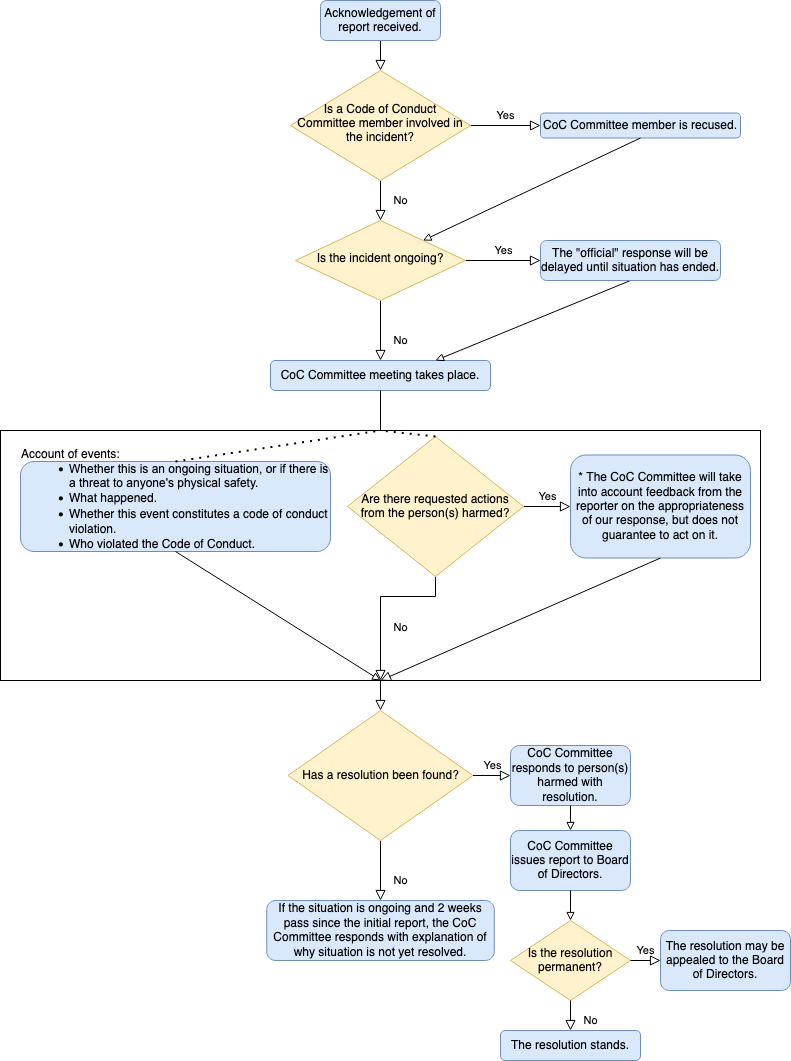 Acknowledgement of
report received.
Is a Code of Conduct
Committee member involved in
the incident?
Yes
CoC Committee member is recused.
No
Is the incident ongoing?
Yes
The "official" response will be
delayed until situation has ended.
No
CoC Committee meeting takes place.
Account of events:
• Whether this is an ongoing situation, or if there is
a threat to anyone's physical safety.
• What happened.
• Whether this event constitutes a code of conduct
violation.
• Who violated the Code of Conduct.
Are there requested actions
from the person(s) harmed?
Yes
* The CoC Committee will take
into account feedback from the
reporter on the appropriateness
of our response, but does not
guarantee to act on it.
No
Has a resolution been found?
Yes
CoC Committee
responds to person(s)
harmed with
resolution.
CoC Committee
issues report to Board
of Directors.
No
If the situation is ongoing and 2 weeks
pass since the initial report, the CoC
Committee responds with explanation of
why situation is not yet resolved.
Is the resolution
permanent?
Yes
The resolution may be
appealed to the Board
of Directors.
No
The resolution stands.